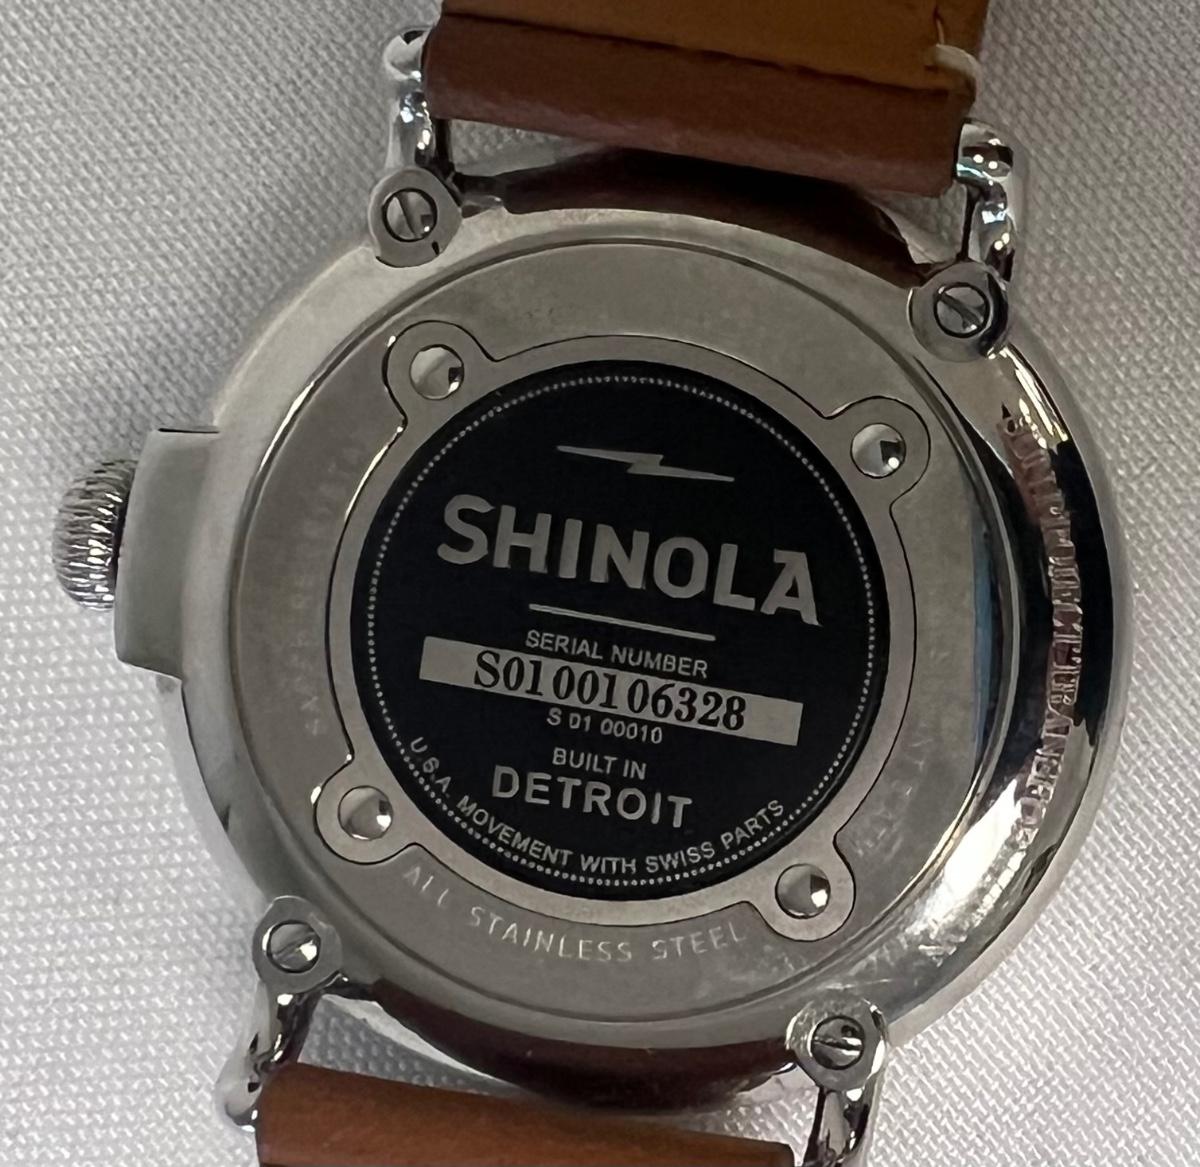 SHINOLA
SERIAL NUMBER
S0100106328
S 01 00010
BUILT IN
DETROIT
U.S.A. MOVEMENT WITH SWISS PARTS
ALL STAINLESS STEEL